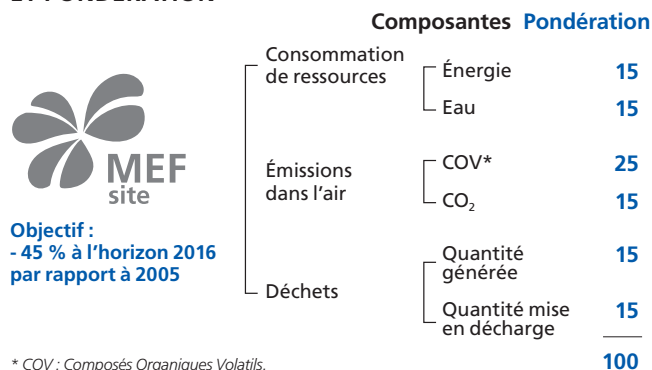 Composantes Pondération
Consommation
de ressources
Énergie 15
Eau 15
MEF
site
Émissions
dans l'air
COV* 25
CO₂ 15
Objectif :
- 45 % à l'horizon 2016
par rapport à 2005
Déchets
Quantité
générée
15
Quantité mise
en décharge
15
100
* COV : Composés Organiques Volatils.